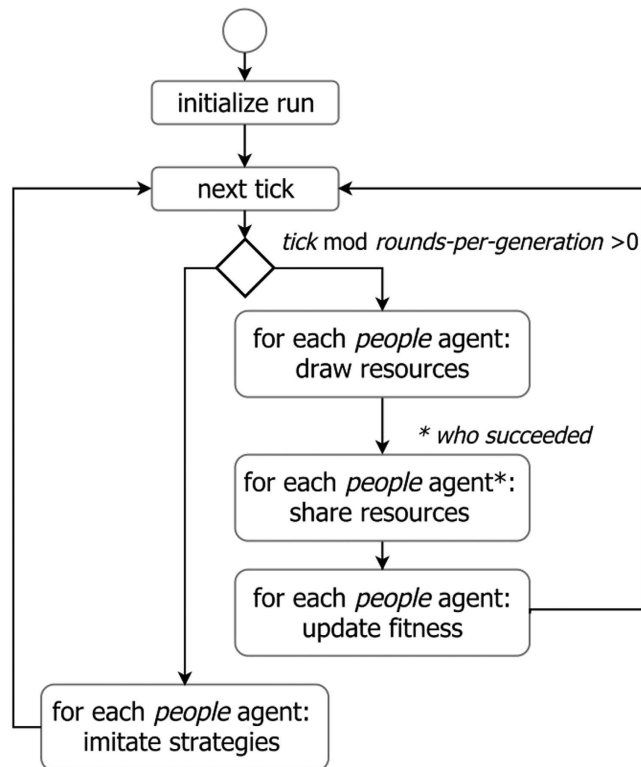 initialize run
next tick
tick mod rounds-per-generation >0
for each people agent:
draw resources
* who succeeded
for each people agent*:
share resources
for each people agent:
update fitness
for each people agent:
imitate strategies